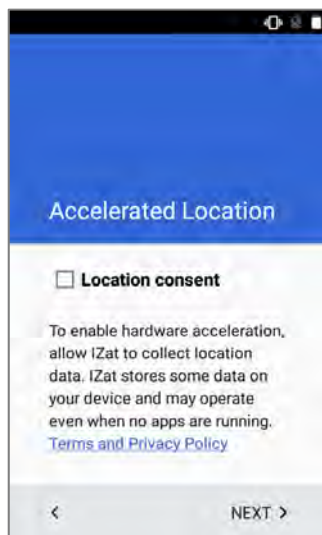 Accelerated Location
Location consent
To enable hardware acceleration,
allow IZat to collect location
data. IZat stores some data on
your device and may operate
even when no apps are running.
Terms and Privacy Policy
NEXT